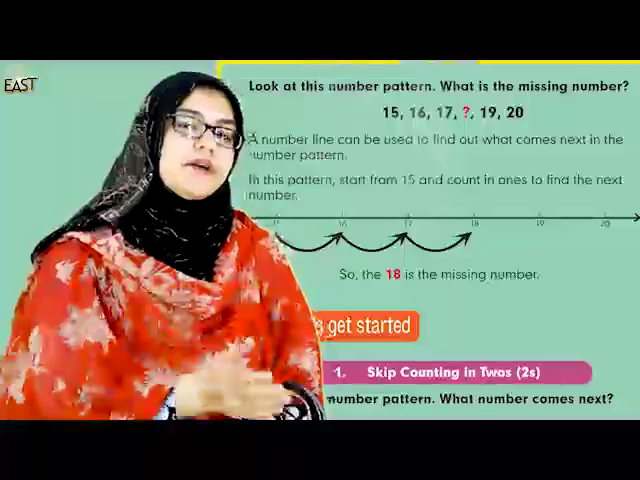 EAST
Look at this number pattern. What is the missing number?
15, 16, 17, ?, 19, 20
A number line can be used to find out what comes next in the
number pattern.
In this pattern, start from 15 and count in ones to find the next
number.
16 17 18 19 20
So, the 18 is the missing number.
get started
1. Skip Counting in Twos (2s)
number pattern. What number comes next?